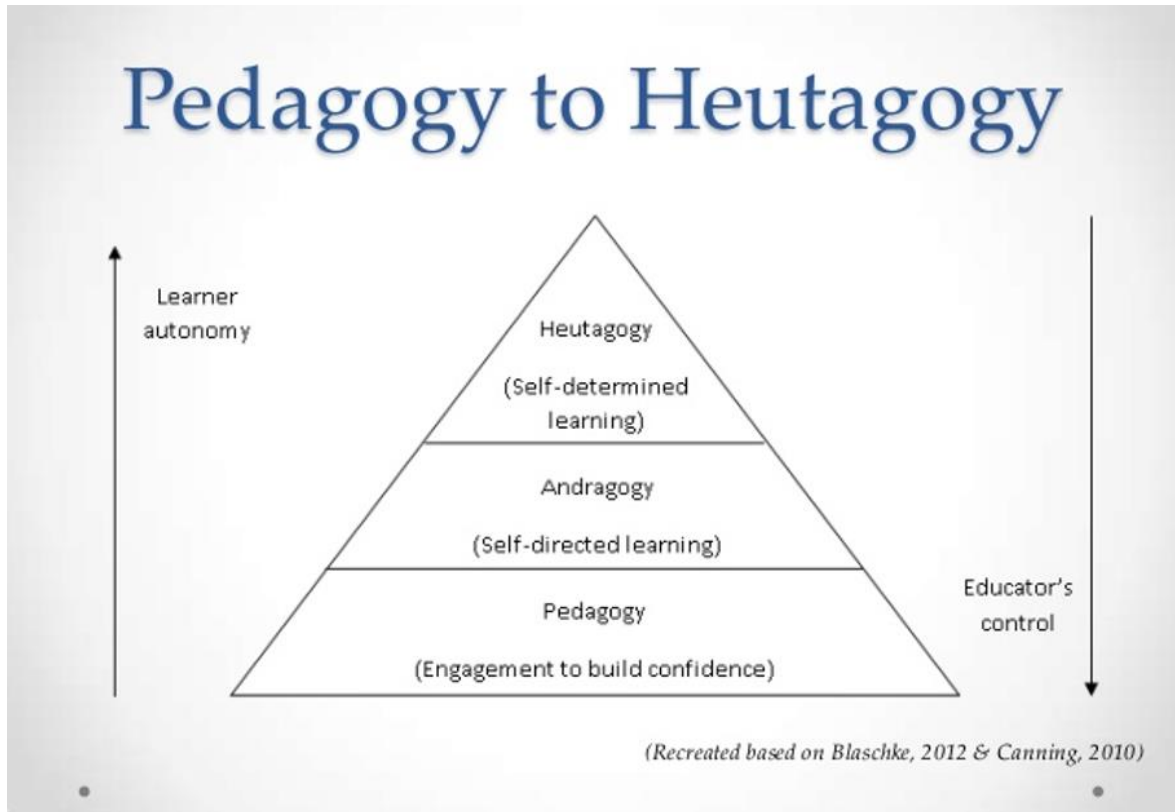 Pedagogy to Heutagogy
Learner
autonomy
Heutagogy
(Self-determined
learning)
Andragogy
(Self-directed learning)
Pedagogy
(Engagement to build confidence)
Educator's
control
(Recreated based on Blaschke, 2012 & Canning, 2010)